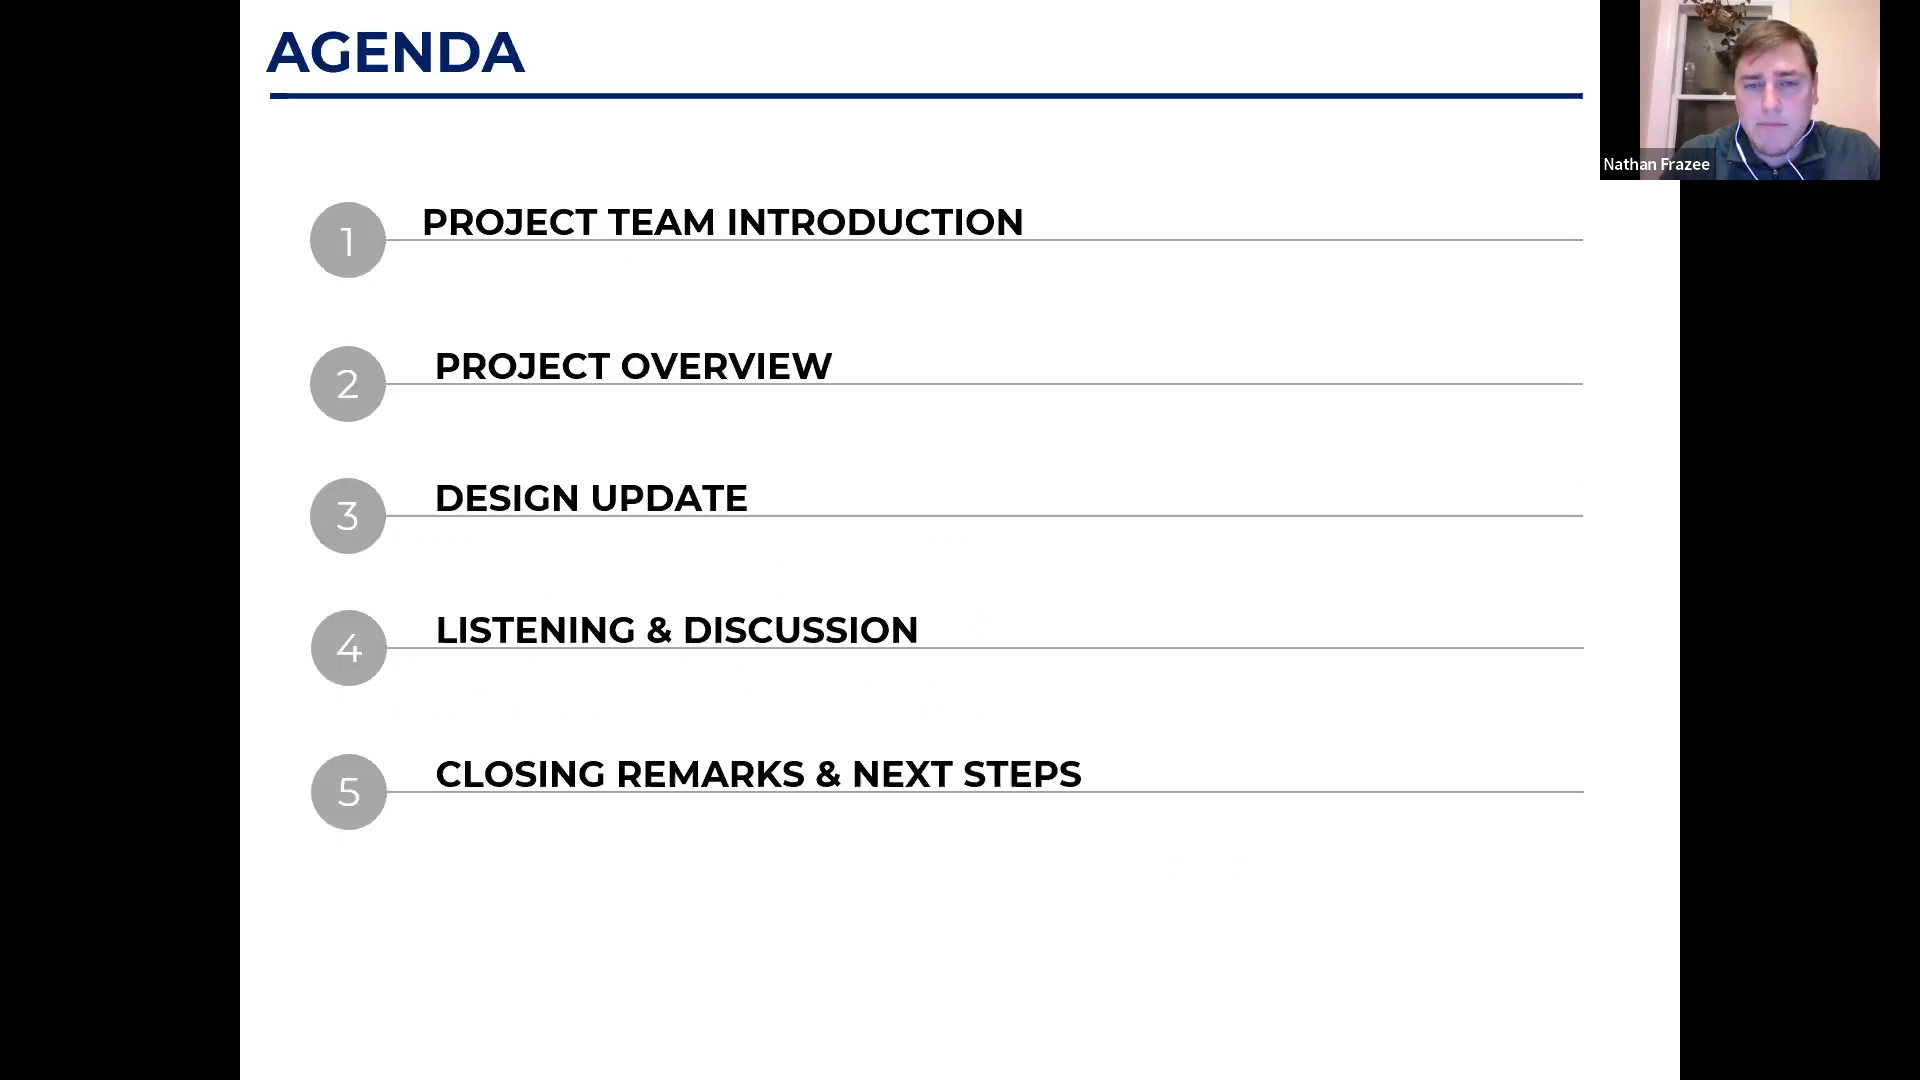 AGENDA
Nathan Frazee
1 PROJECT TEAM INTRODUCTION
2 PROJECT OVERVIEW
3 DESIGN UPDATE
4 LISTENING & DISCUSSION
5 CLOSING REMARKS & NEXT STEPS